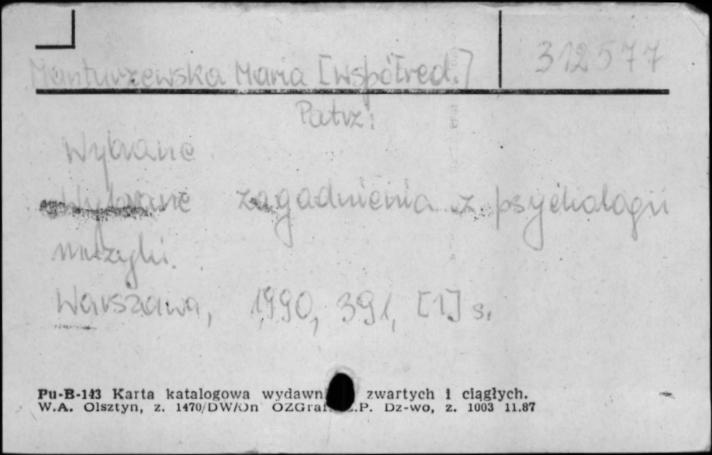 Manturzewska Maria [współred.] 312577
Patrz:
Wybrane
Wybrane zagadnienia z psychologii
muzyki.
Warszawa, 1990, 391, [1] s.
Pu-B-143 Karta katalogowa wydawn zwartych i ciągłych.
W.A. Olsztyn, z. 1470/DW/On OZGraf. Z.P. Dz-wo, z. 1003 11.87